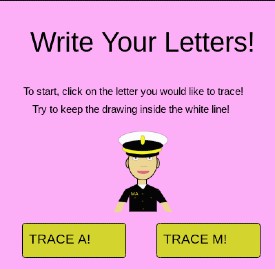 Write Your Letters!
To start, click on the letter you would like to trace!
Try to keep the drawing inside the white line!
TRACE A!
TRACE M!